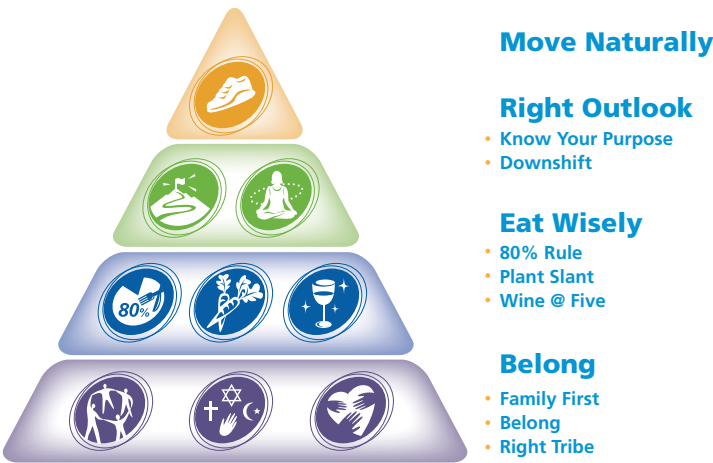 Move Naturally
Right Outlook
• Know Your Purpose
• Downshift
80%
Eat Wisely
• 80% Rule
• Plant Slant
• Wine @ Five
Belong
• Family First
• Belong
• Right Tribe